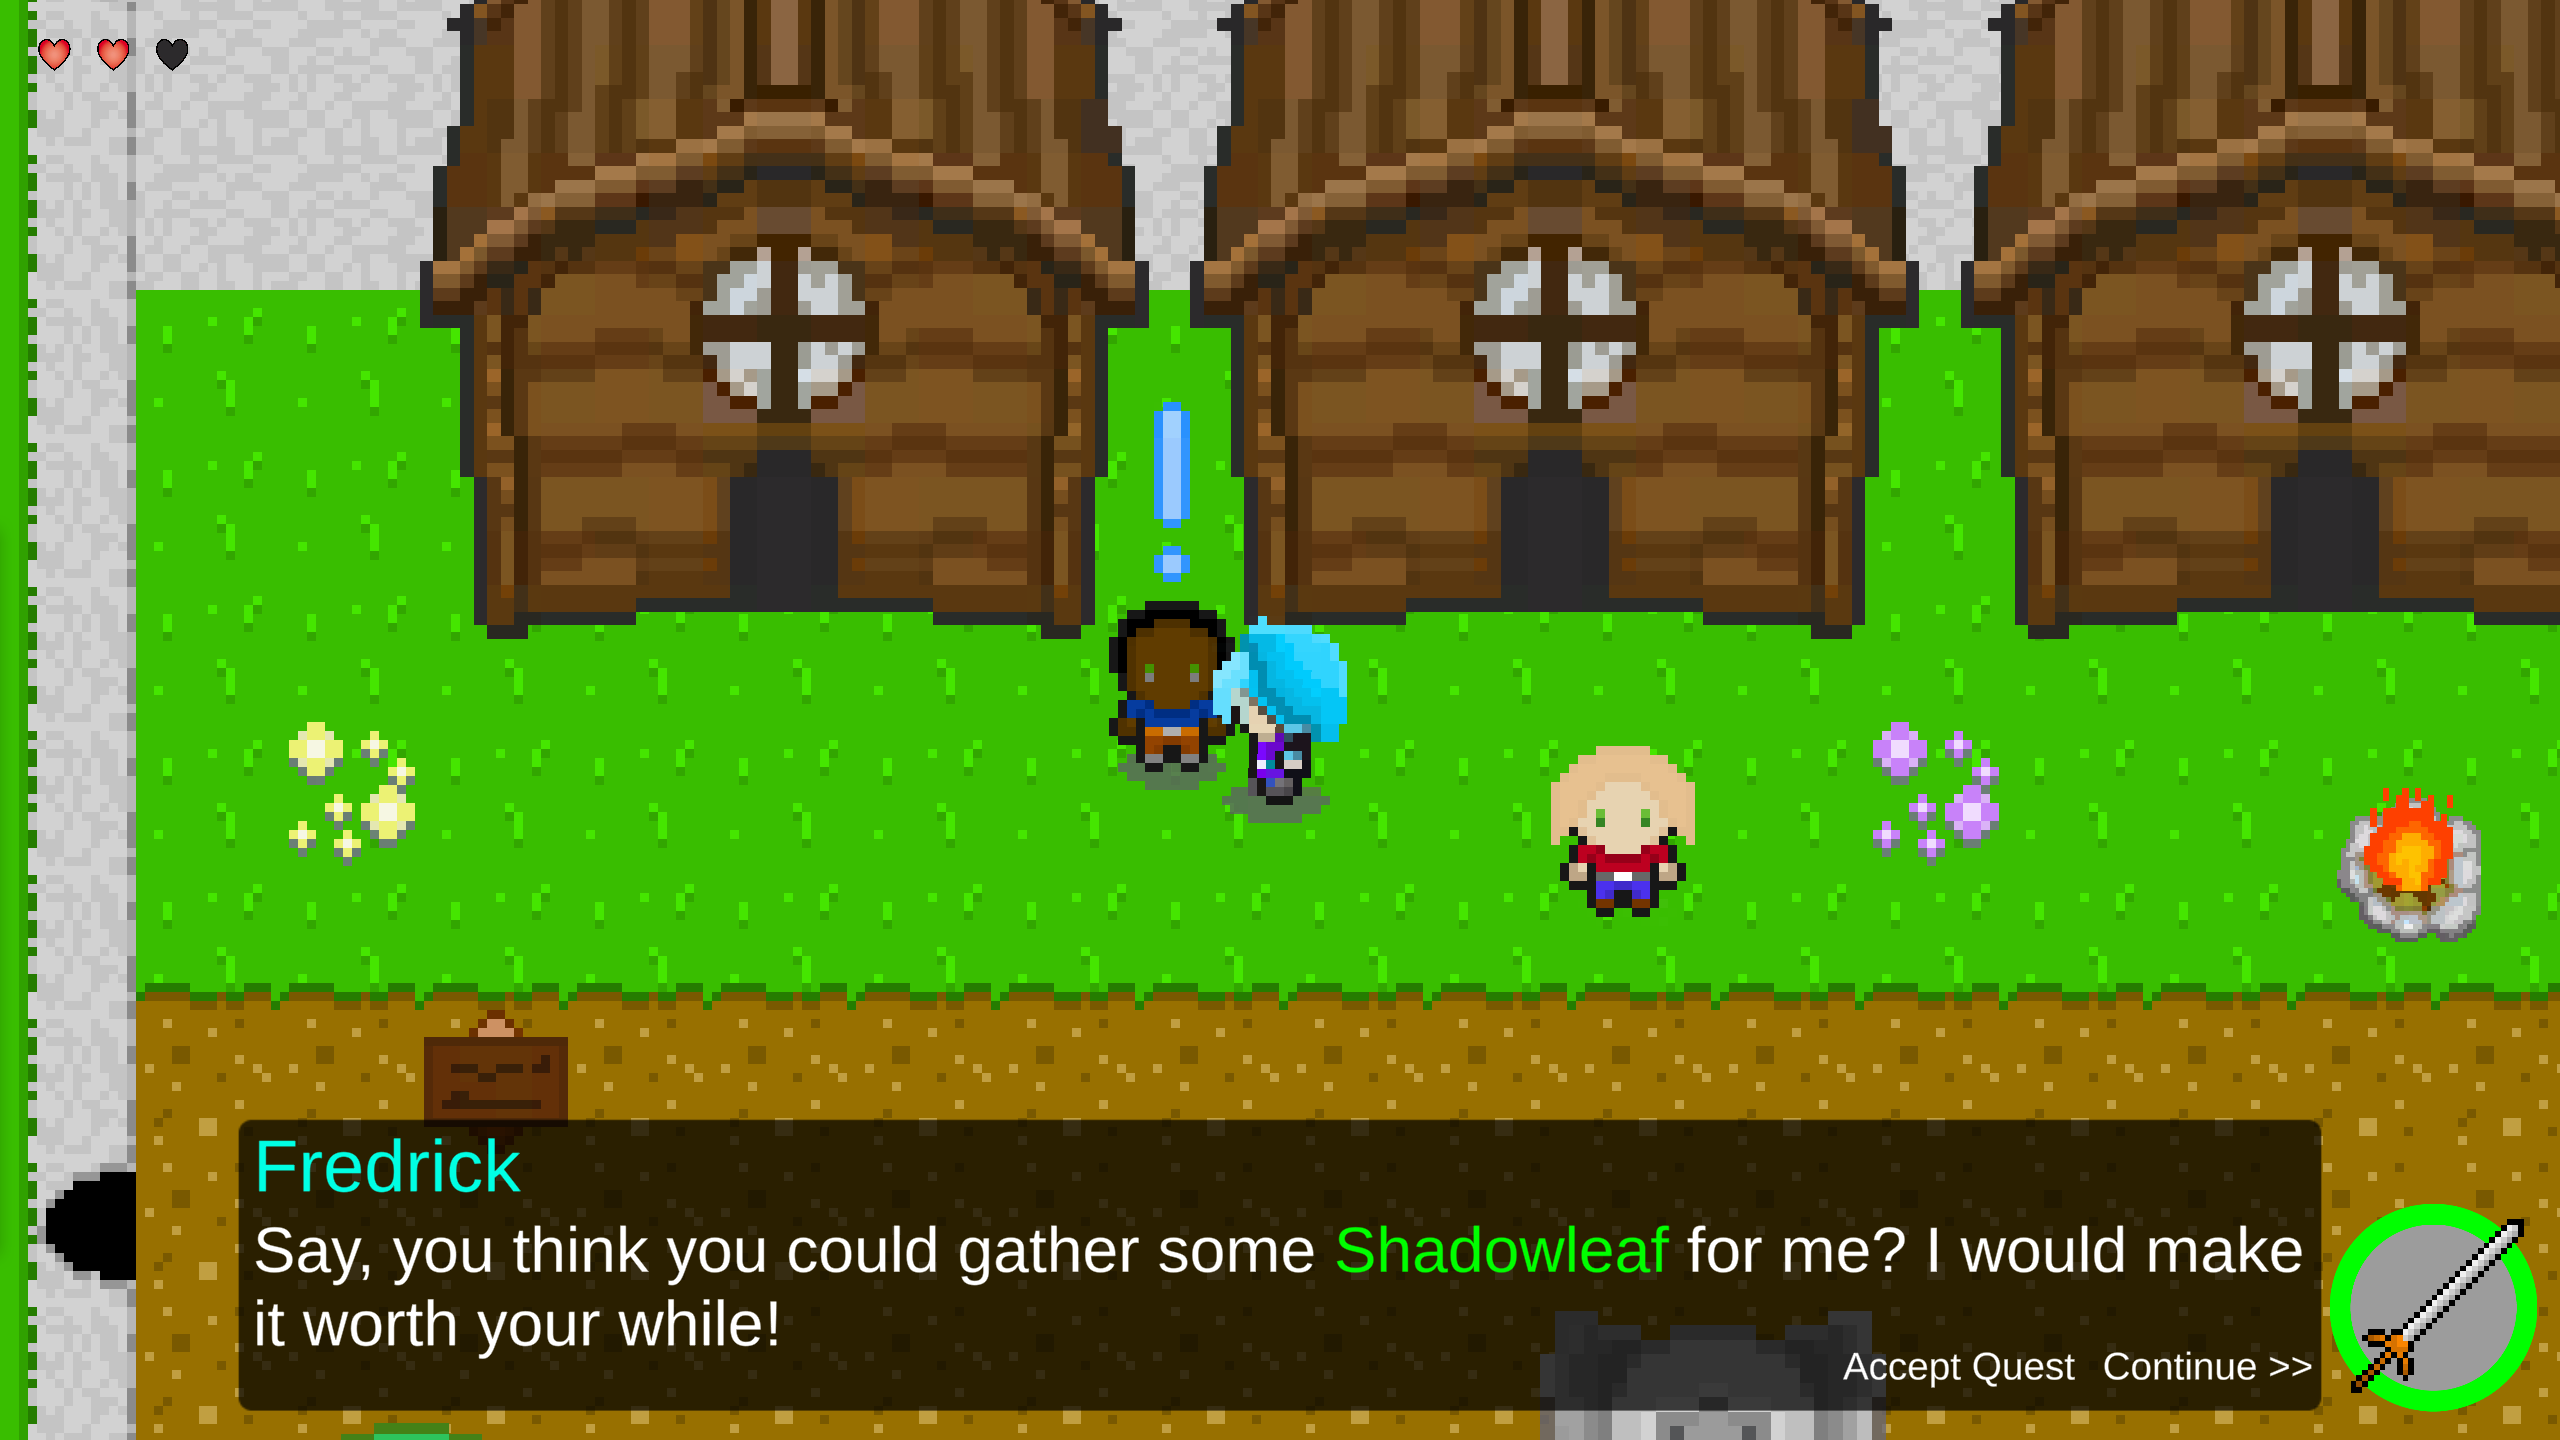 Fredrick
Say, you think you could gather some Shadowleaf for me? I would make
it worth your while!
Accept Quest Continue >>